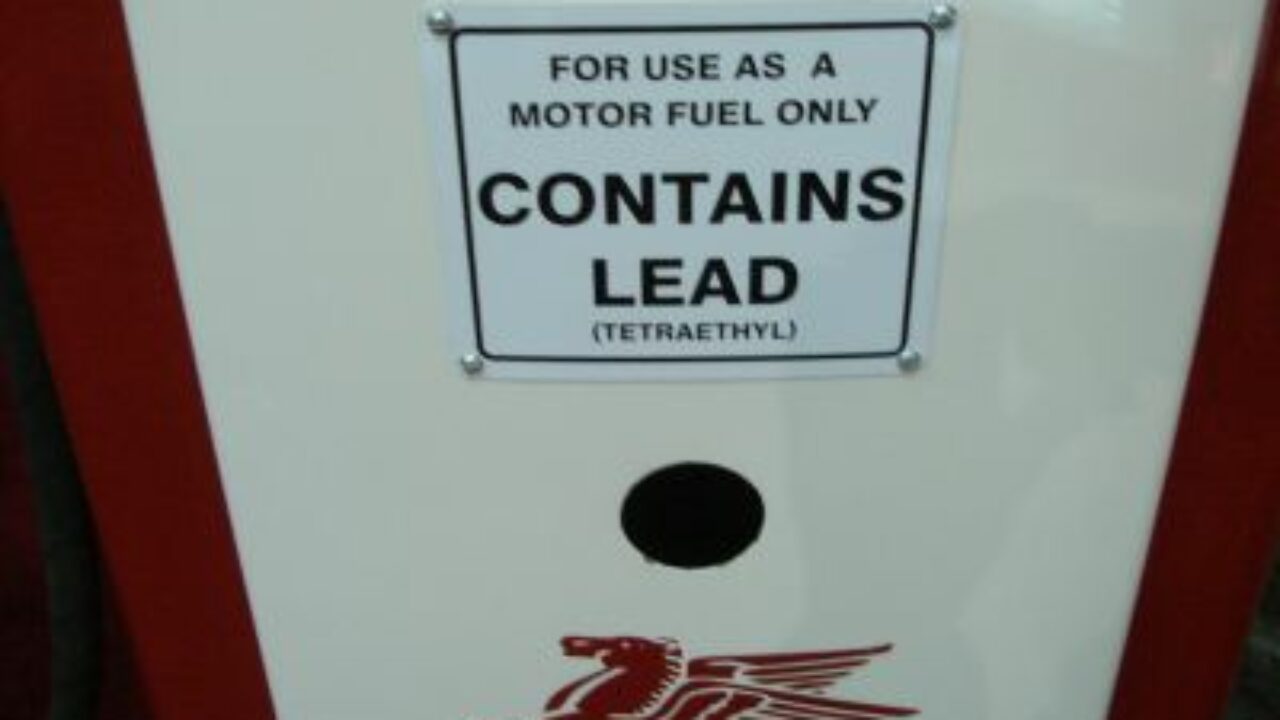 FOR USE AS A
MOTOR FUEL ONLY
CONTAINS
LEAD
(TETRAETHYL)